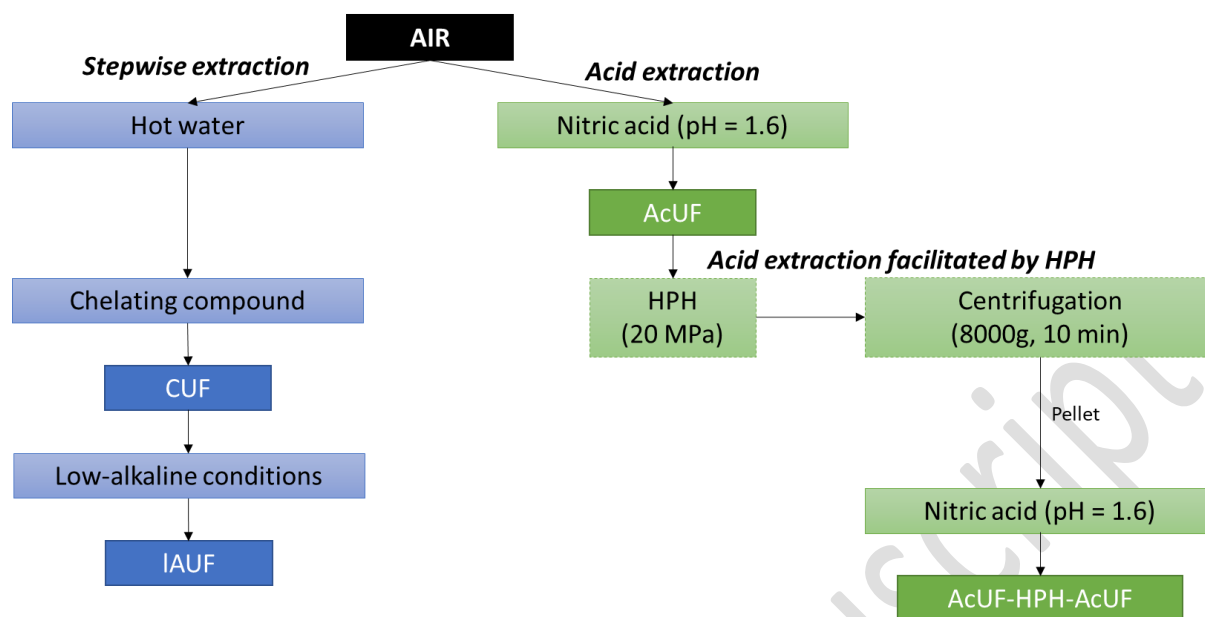 AIR
Stepwise extraction
Acid extraction
Hot water
Nitric acid (pH = 1.6)
AcUF
Acid extraction facilitated by HPH
Chelating compound
HPH
(20 MPa)
Centrifugation
(8000g, 10 min)
CUF
Pellet
Low-alkaline conditions
Nitric acid (pH = 1.6)
lAUF
AcUF-HPH-AcUF